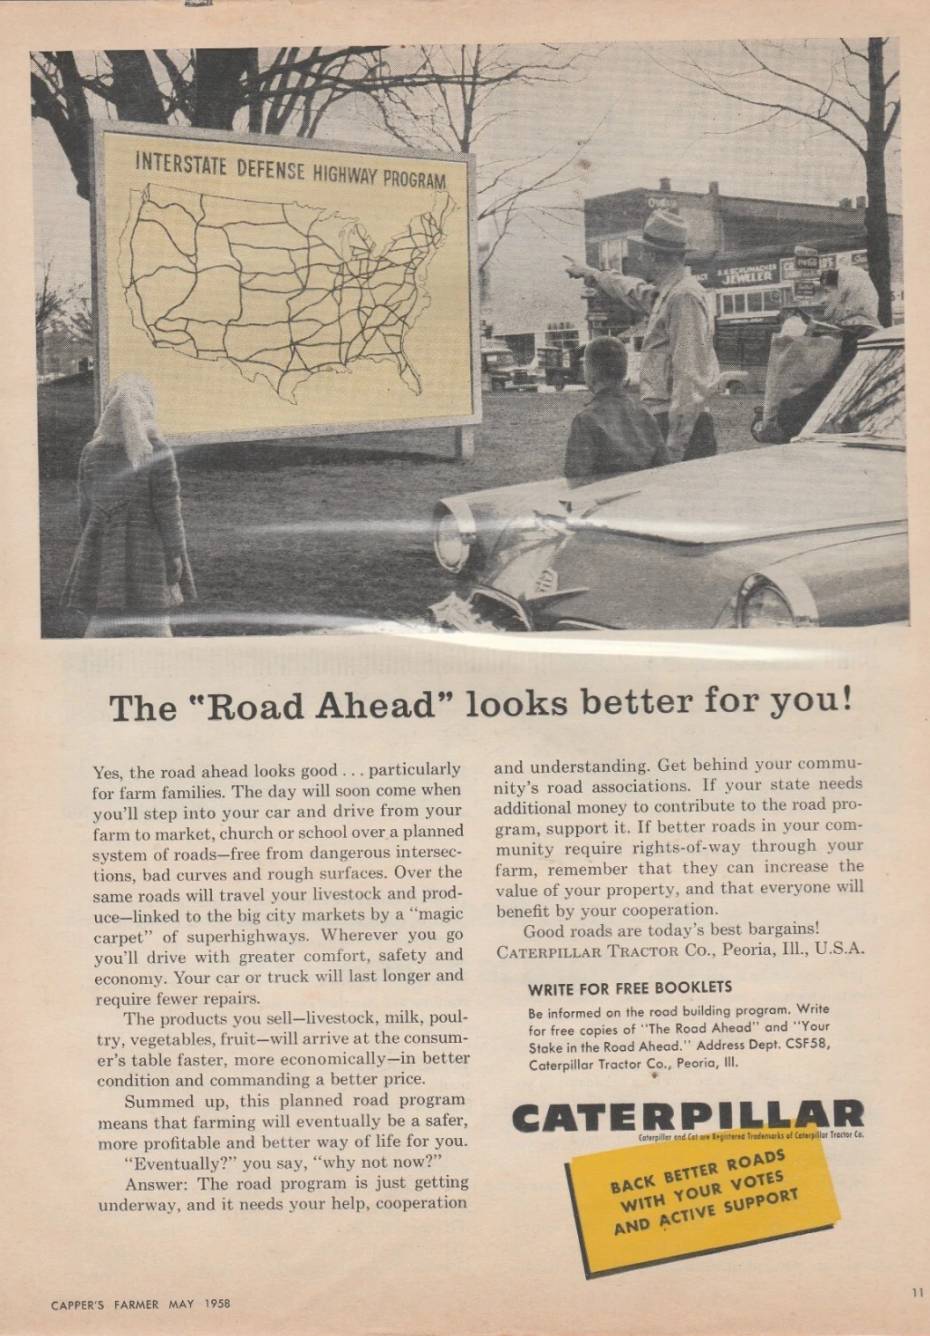 INTERSTATE DEFENSE HIGHWAY PROGRAM
JEWELER
The "Road Ahead" looks better for you!
Yes, the road ahead looks good . . . particularly
for farm families. The day will soon come when
you'll step into your car and drive from your
farm to market, church or school over a planned
system of roads—free from dangerous intersec-
tions, bad curves and rough surfaces. Over the
same roads will travel your livestock and prod-
uce—linked to the big city markets by a "magic
carpet" of superhighways. Wherever you go
you'll drive with greater comfort, safety and
economy. Your car or truck will last longer and
require fewer repairs.
The products you sell—livestock, milk, poul-
try, vegetables, fruit—will arrive at the consum-
er's table faster, more economically—in better
condition and commanding a better price.
Summed up, this planned road program
means that farming will eventually be a safer,
more profitable and better way of life for you.
"Eventually?" you say, "why not now?"
Answer: The road program is just getting
underway, and it needs your help, cooperation
and understanding. Get behind your commu-
nity's road associations. If your state needs
additional money to contribute to the road pro-
gram, support it. If better roads in your com-
munity require rights-of-way through your
farm, remember that they can increase the
value of your property, and that everyone will
benefit by your cooperation.
Good roads are today's best bargains!
CATERPILLAR TRACTOR Co., Peoria, Ill., U.S.A.
WRITE FOR FREE BOOKLETS
Be informed on the road building program. Write
for free copies of "The Road Ahead" and "Your
Stake in the Road Ahead." Address Dept. CSF58,
Caterpillar Tractor Co., Peoria, Ill.
CATERPILLAR
Caterpillar and Cat are Registered Trademarks of Caterpillar Tractor Co.
BACK BETTER ROADS
WITH YOUR VOTES
AND ACTIVE SUPPORT
CAPPER'S FARMER MAY 1958
11